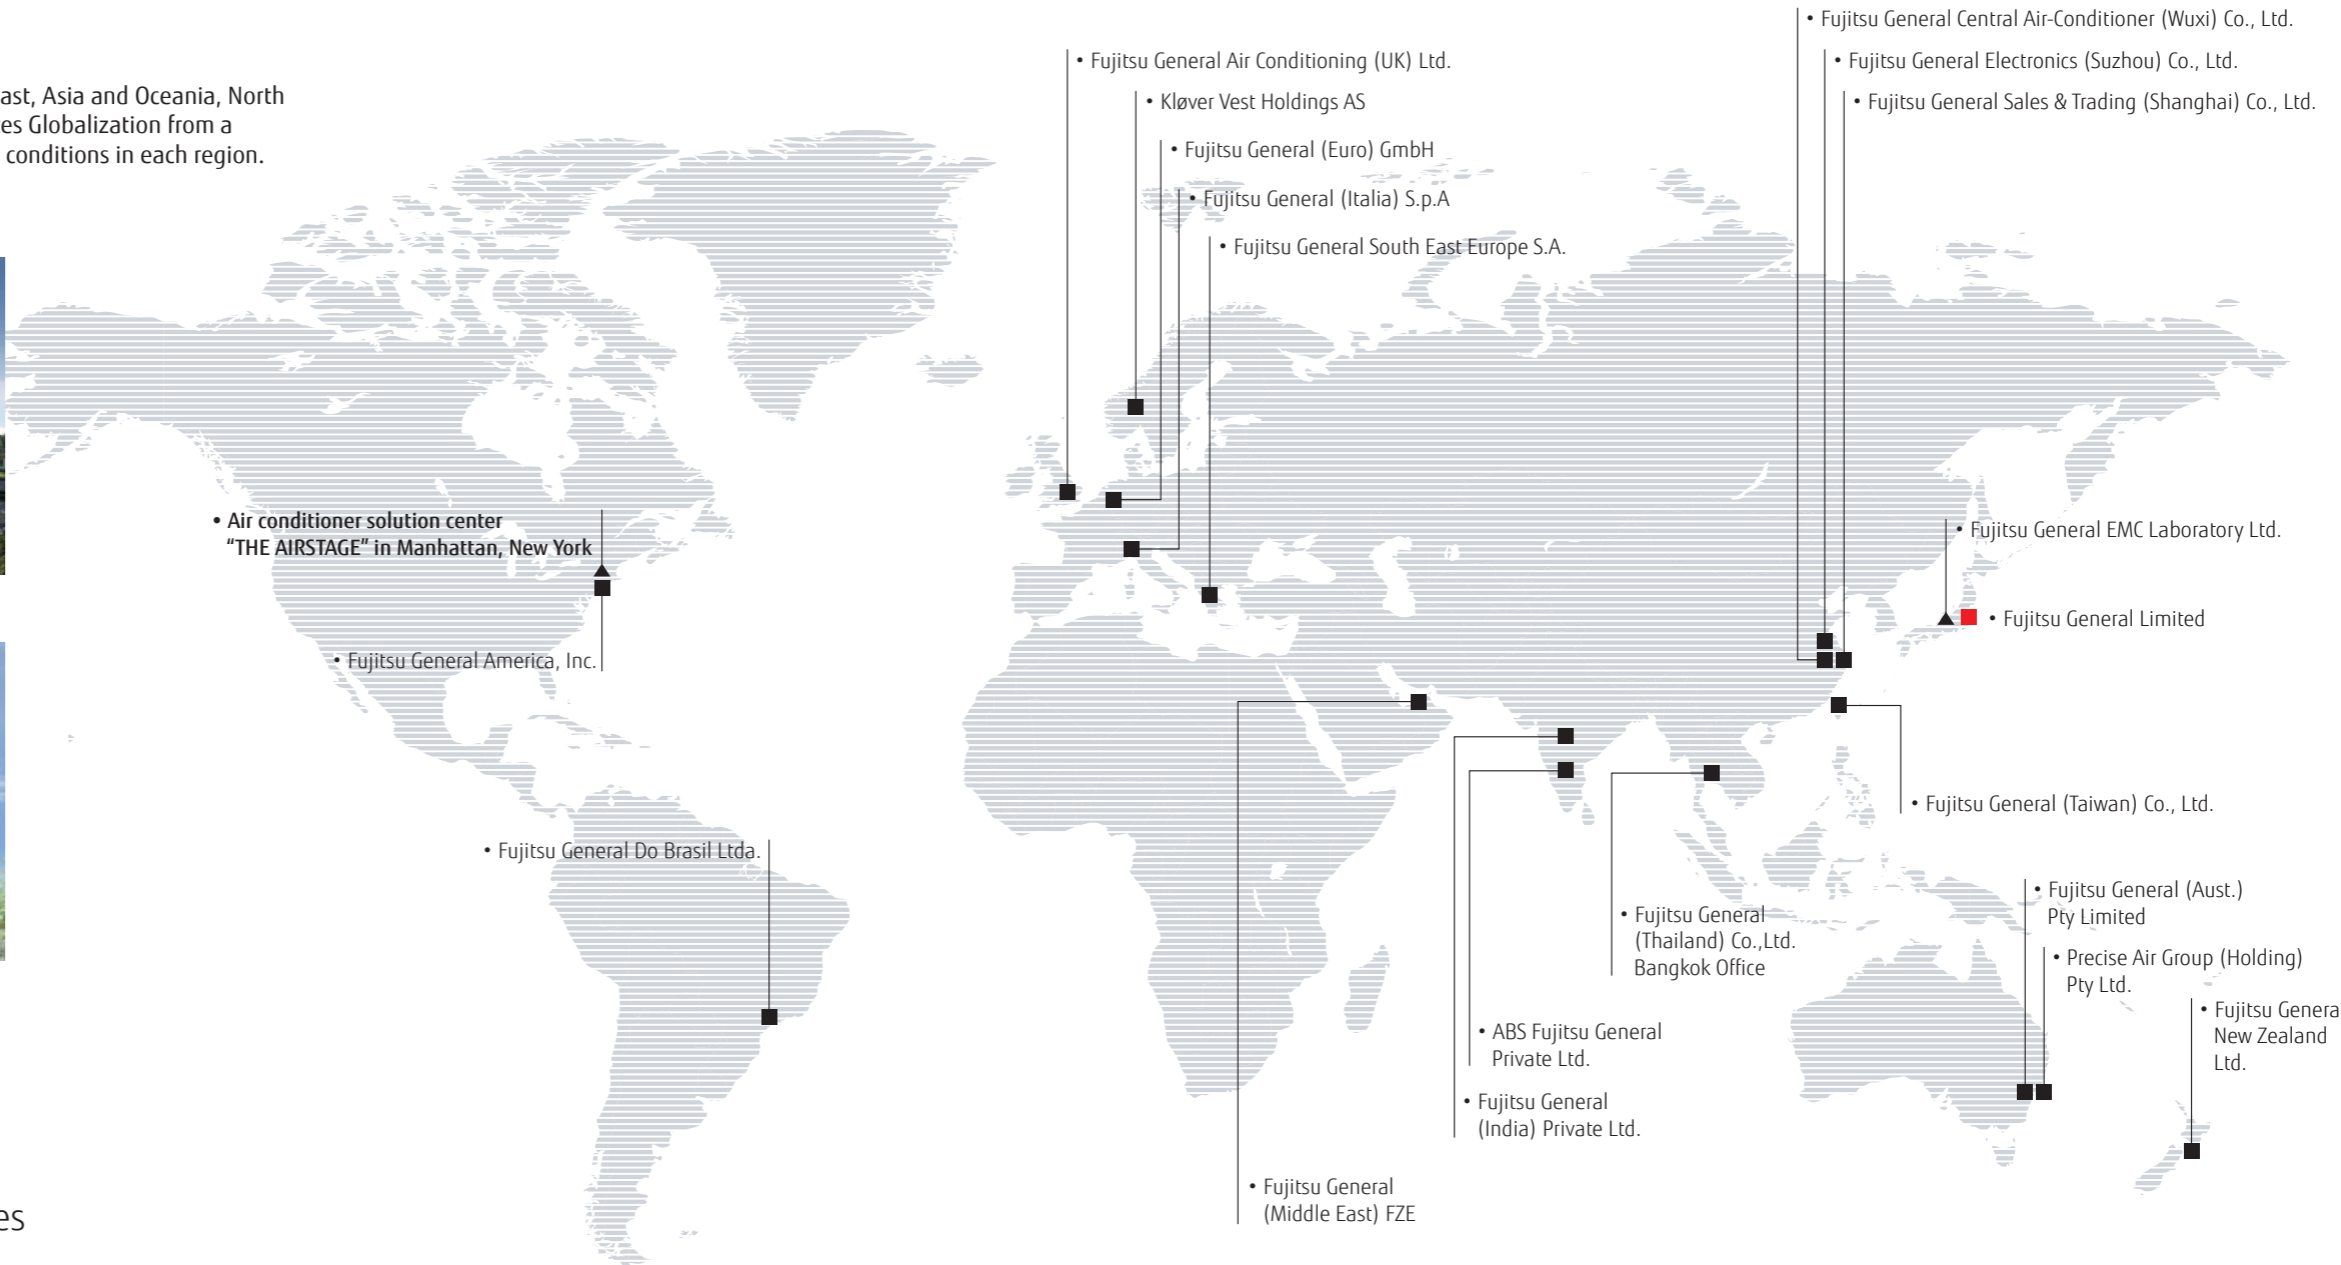 ast, Asia and Oceania, North
es Globalization from a
conditions in each region.
• Fujitsu General Central Air-Conditioner (Wuxi) Co., Ltd.
• Fujitsu General Electronics (Suzhou) Co., Ltd.
• Fujitsu General Sales & Trading (Shanghai) Co., Ltd.
• Fujitsu General Air Conditioning (UK) Ltd.
• Kløver Vest Holdings AS
• Fujitsu General (Euro) GmbH
• Fujitsu General (Italia) S.p.A
• Fujitsu General South East Europe S.A.
• Air conditioner solution center
“THE AIRSTAGE” in Manhattan, New York
• Fujitsu General America, Inc.
• Fujitsu General EMC Laboratory Ltd.
• Fujitsu General Limited
• Fujitsu General (Taiwan) Co., Ltd.
• Fujitsu General Do Brasil Ltda.
• Fujitsu General
(Thailand) Co.,Ltd.
Bangkok Office
• Fujitsu General (Aust.)
Pty Limited
• Precise Air Group (Holding)
Pty Ltd.
• Fujitsu Genera
New Zealand
Ltd.
• ABS Fujitsu General
Private Ltd.
• Fujitsu General
(India) Private Ltd.
• Fujitsu General
(Middle East) FZE
es